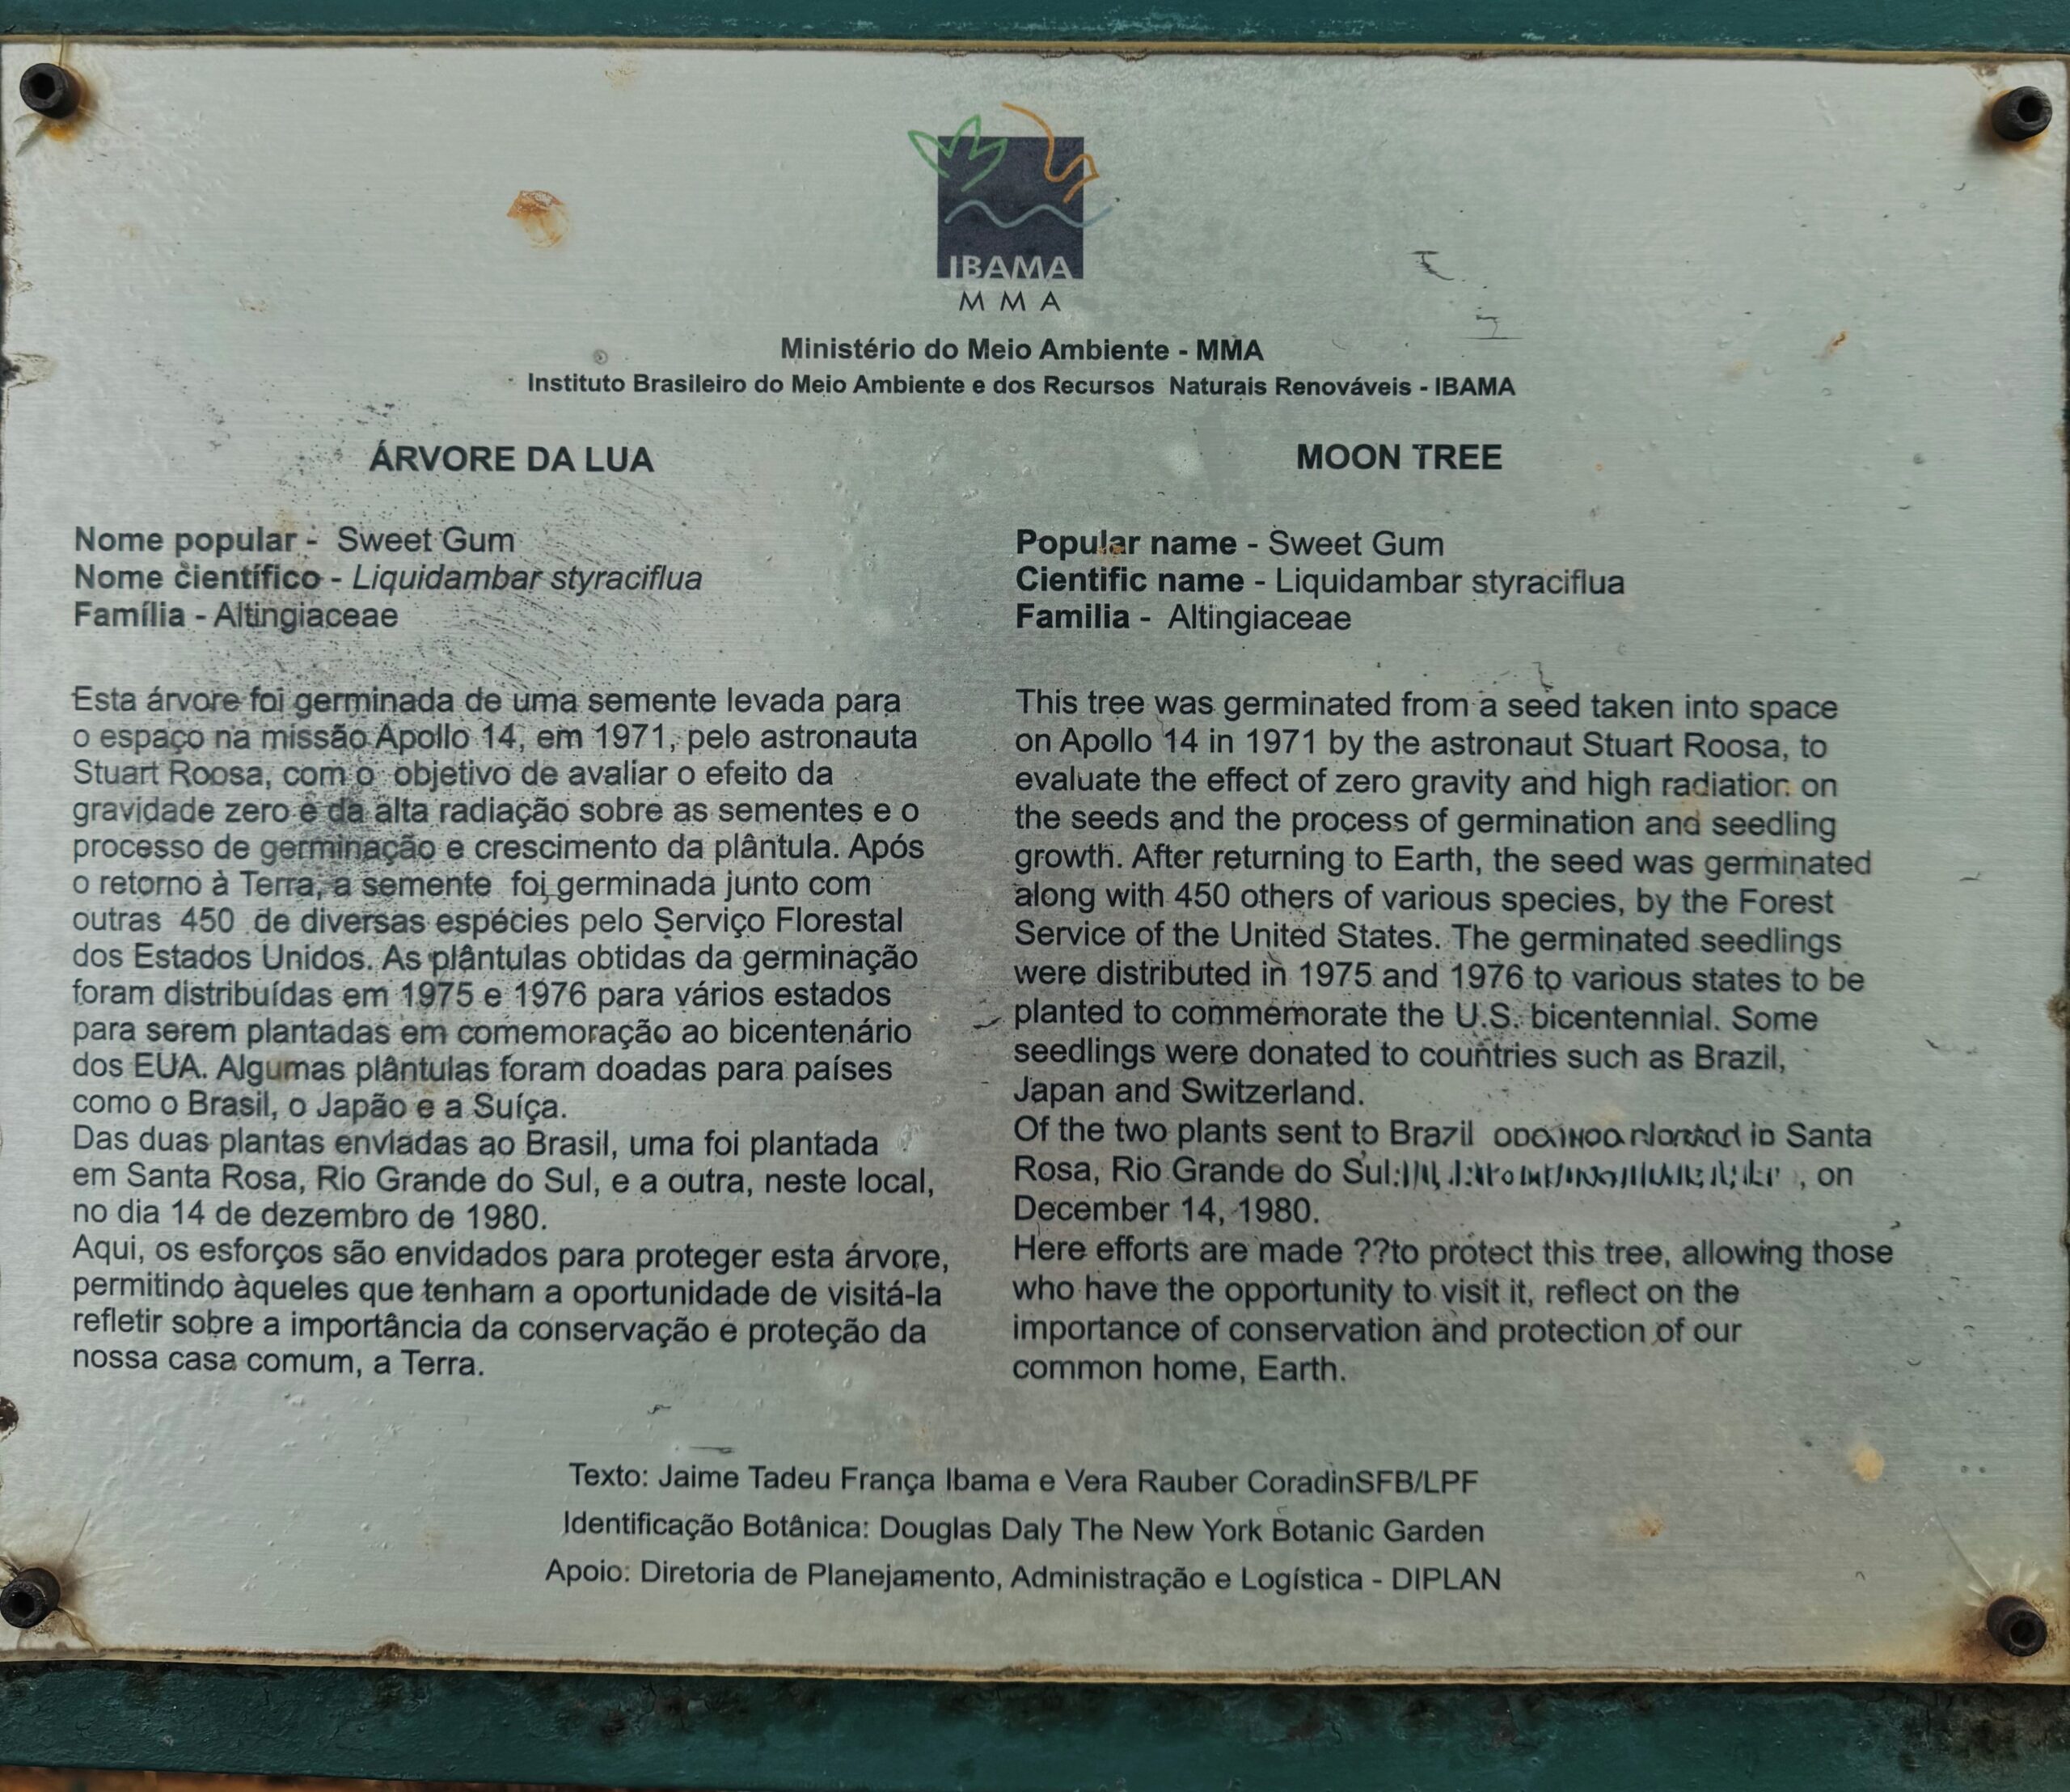 IBAMA
MMA
Ministério do Meio Ambiente - MMA
Instituto Brasileiro do Meio Ambiente e dos Recursos Naturais Renováveis - IBAMA
ÁRVORE DA LUA
Nome popular - Sweet Gum
Nome científico - Liquidambar styraciflua
Família - Altingiaceae
Esta árvore foi germinada de uma semente levada para
o espaço na missão Apollo 14, em 1971, pelo astronauta
Stuart Roosa, com o objetivo de avaliar o efeito da
gravidade zero e da alta radiação sobre as sementes e o
processo de germinação e crescimento da plântula. Após
o retorno à Terra, a semente foi germinada junto com
outras 450 de diversas espécies pelo Serviço Florestal
dos Estados Unidos. As plântulas obtidas da germinação
foram distribuídas em 1975 e 1976 para vários estados
para serem plantadas em comemoração ao bicentenário
dos EUA. Algumas plântulas foram doadas para países
como o Brasil, o Japão e a Suíça.
Das duas plantas enviadas ao Brasil, uma foi plantada
em Santa Rosa, Rio Grande do Sul, e a outra, neste local,
no dia 14 de dezembro de 1980.
Aqui, os esforços são envidados para proteger esta árvore,
permitindo àqueles que tenham a oportunidade de visitá-la
refletir sobre a importância da conservação e proteção da
nossa casa comum, a Terra.
MOON TREE
Popular name - Sweet Gum
Cientific name - Liquidambar styraciflua
Familia - Altingiaceae
This tree was germinated from a seed taken into space
on Apollo 14 in 1971 by the astronaut Stuart Roosa, to
evaluate the effect of zero gravity and high radiation on
the seeds and the process of germination and seedling
growth. After returning to Earth, the seed was germinated
along with 450 others of various species, by the Forest
Service of the United States. The germinated seedlings
were distributed in 1975 and 1976 to various states to be
planted to commemorate the U.S. bicentennial. Some
seedlings were donated to countries such as Brazil,
Japan and Switzerland.
Of the two plants sent to Brazil Santa
Rosa, Rio Grande do Sul , on
December 14, 1980.
Here efforts are made ??to protect this tree, allowing those
who have the opportunity to visit it, reflect on the
importance of conservation and protection of our
common home, Earth.
Texto: Jaime Tadeu França Ibama e Vera Rauber CoradinSFB/LPF
Identificação Botânica: Douglas Daly The New York Botanic Garden
Apoio: Diretoria de Planejamento, Administração e Logística - DIPLAN